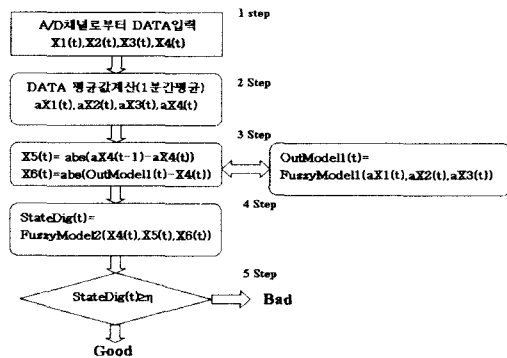 1 step
A/D채널로부터 DATA입력
X1(t),X2(t),X3(t),X4(t)
2 Step
DATA 평균값계산(1분간평균)
aX1(t),aX2(t),aX3(t),aX4(t)
3 Step
X5(t)= abs(aX4(t-1)-aX4(t))
X6(t)=abs(OutModel1(t)-X4(t))
OutModel1(t)=
FuzzyModel1(aX1(t),aX2(t),aX3(t))
4 Step
StateDig(t)=
FuzzyModel2(X4(t),X5(t),X6(t))
5 Step
StateDig(t)≥η
Bad
Good